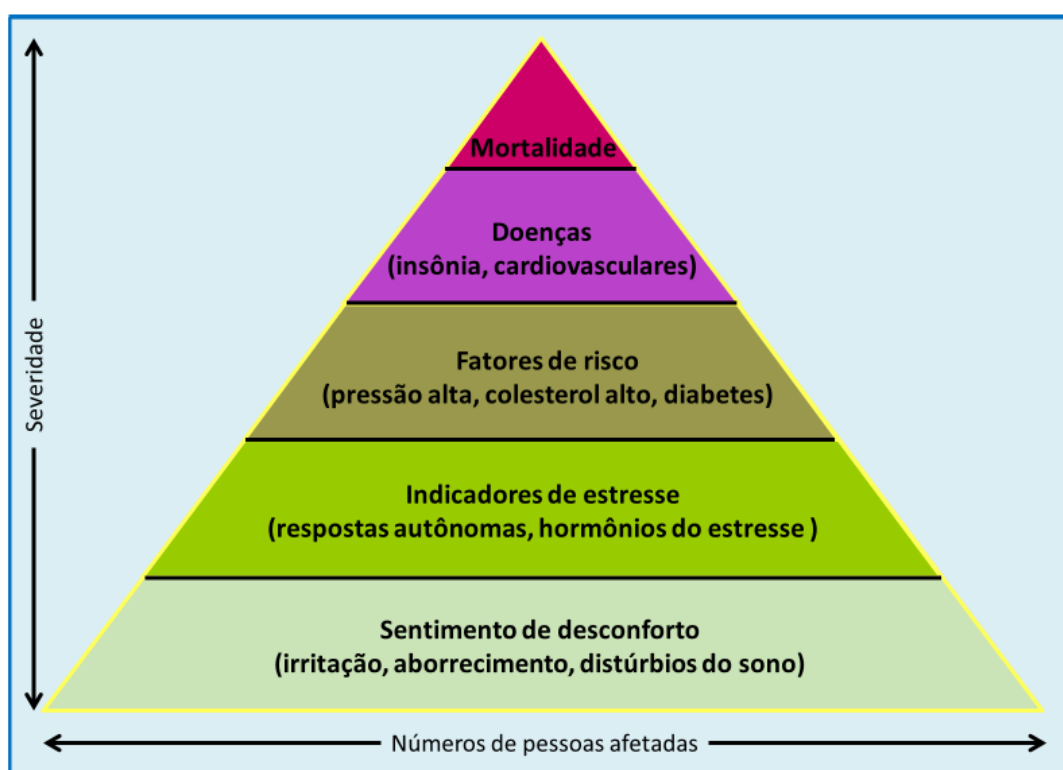 Mortalidade
Doenças
(insônia, cardiovasculares)
Fatores de risco
(pressão alta, colesterol alto, diabetes)
Indicadores de estresse
(respostas autônomas, hormônios do estresse )
Sentimento de desconforto
(irritação, aborrecimento, distúrbios do sono)
Severidade
Números de pessoas afetadas